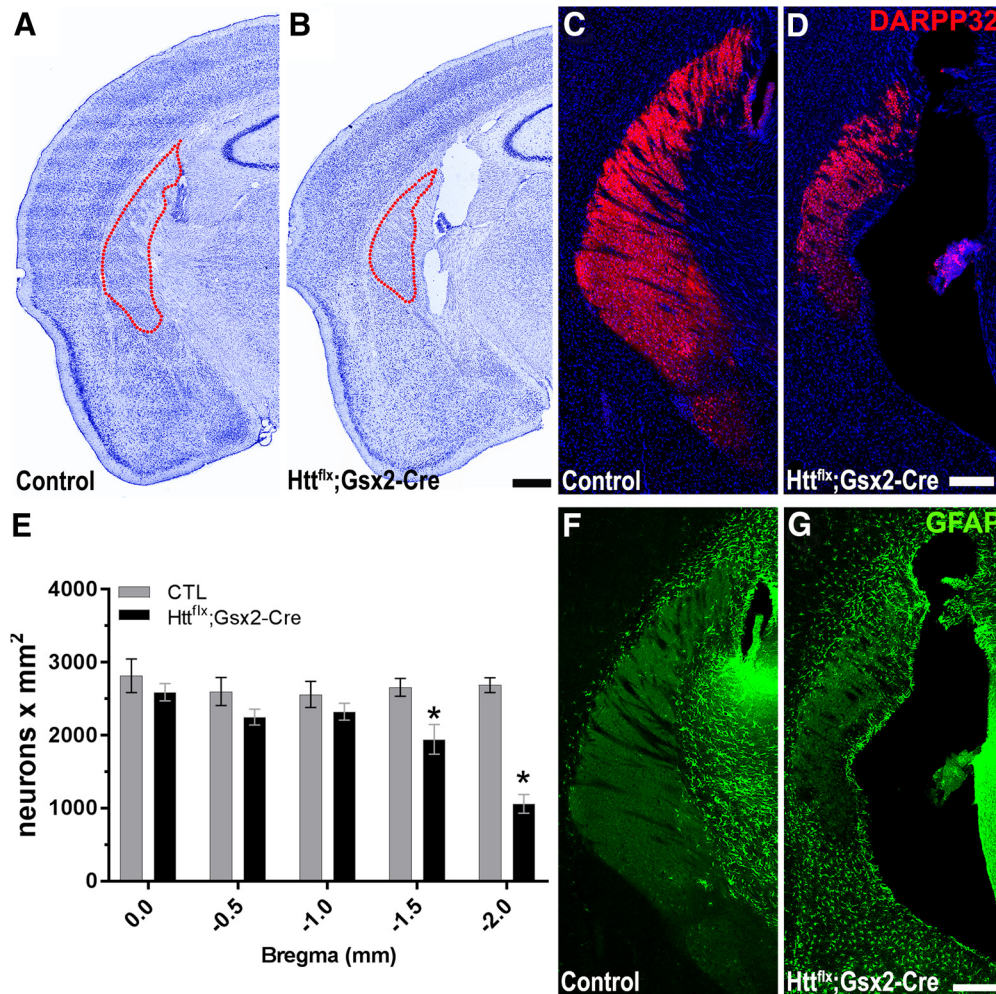 A
B
C
D
DARPP32
Control
Htt^flx;Gsx2-Cre
Control
Htt^flx;Gsx2-Cre
E
CTL
Htt^flx;Gsx2-Cre
neurons x mm²
4000
3000
2000
1000
0
*
*
0.0
-0.5
-1.0
-1.5
-2.0
Bregma (mm)
F
G
GFAP
Control
Htt^flx;Gsx2-Cre